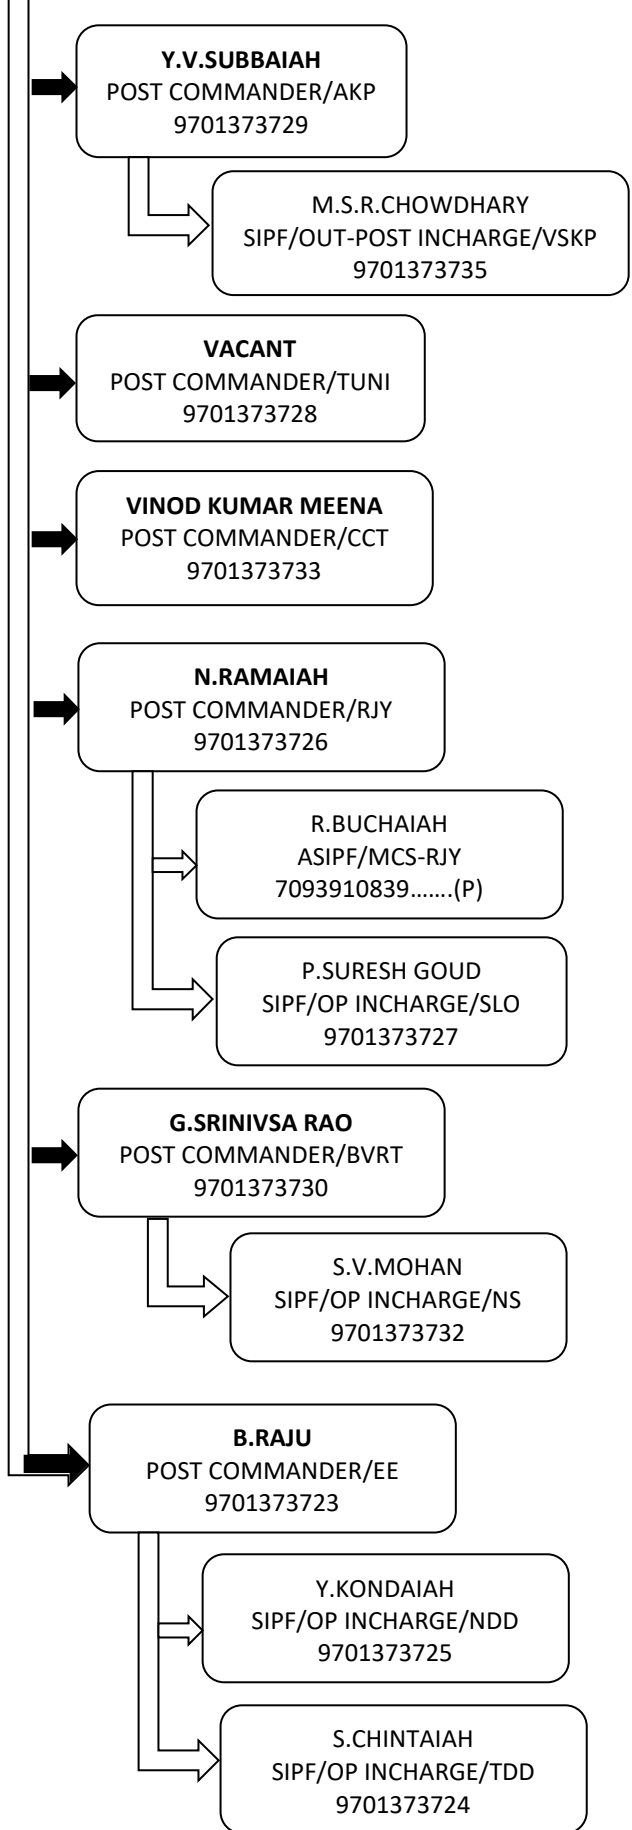 Y.V.SUBBAIAH
POST COMMANDER/AKP
9701373729
M.S.R.CHOWDHARY
SIPF/OUT-POST INCHARGE/VSKP
9701373735
VACANT
POST COMMANDER/TUNI
9701373728
VINOD KUMAR MEENA
POST COMMANDER/CCT
9701373733
N.RAMAIAH
POST COMMANDER/RJY
9701373726
R.BUCHAIAH
ASIPF/MCS-RJY
7093910839…….(P)
P.SURESH GOUD
SIPF/OP INCHARGE/SLO
9701373727
G.SRINIVSA RAO
POST COMMANDER/BVRT
9701373730
S.V.MOHAN
SIPF/OP INCHARGE/NS
9701373732
B.RAJU
POST COMMANDER/EE
9701373723
Y.KONDAIAH
SIPF/OP INCHARGE/NDD
9701373725
S.CHINTAIAH
SIPF/OP INCHARGE/TDD
9701373724